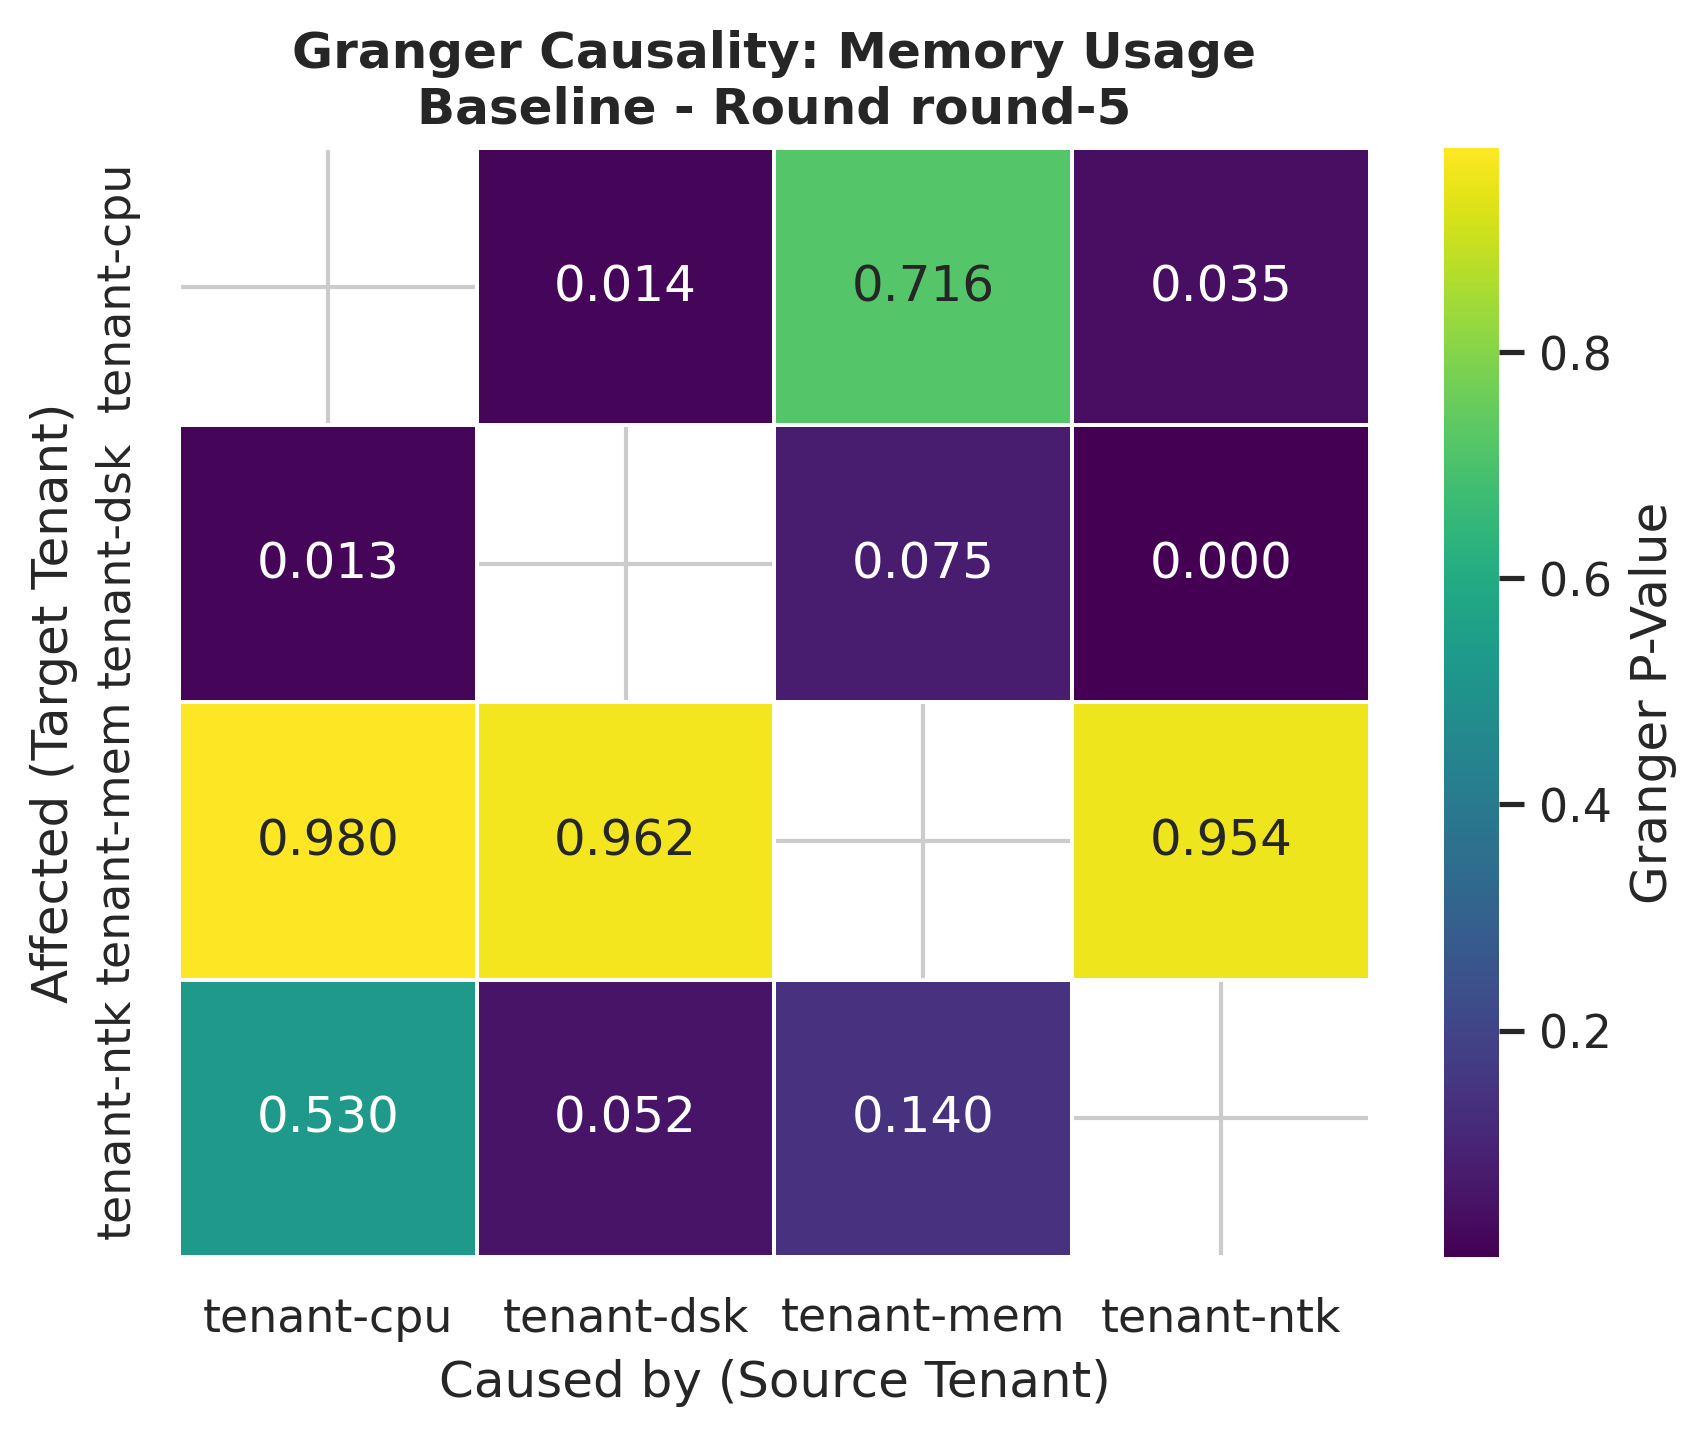 Granger Causality: Memory Usage
Baseline - Round round-5
Affected (Target Tenant)
tenant-cpu
0.014
0.716
0.035
tenant-dsk
0.013
0.075
0.000
tenant-mem
0.980
0.962
0.954
tenant-ntk
0.530
0.052
0.140
tenant-cpu
tenant-dsk
tenant-mem
tenant-ntk
Caused by (Source Tenant)
0.8
0.6
0.4
0.2
Granger P-Value